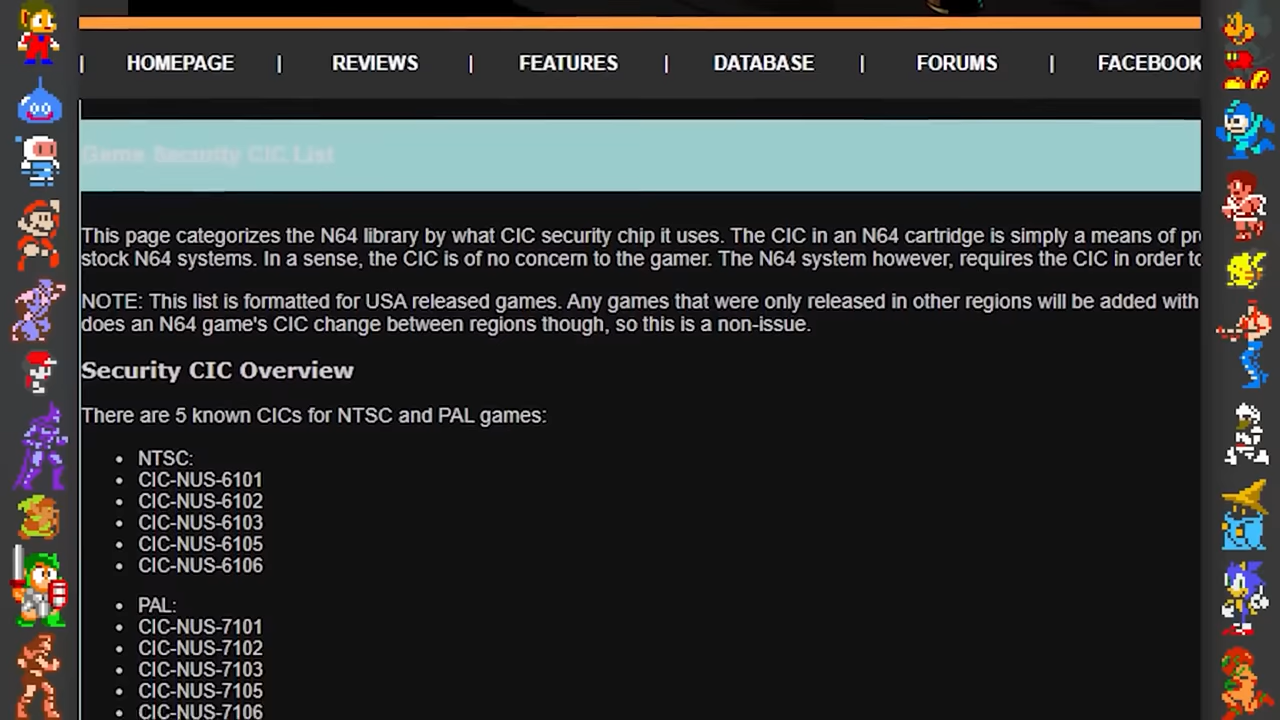 | HOMEPAGE | REVIEWS | FEATURES | DATABASE | FORUMS | FACEBOOK
Game Security CIC List
This page categorizes the N64 library by what CIC security chip it uses. The CIC in an N64 cartridge is simply a means of pr
stock N64 systems. In a sense, the CIC is of no concern to the gamer. The N64 system however, requires the CIC in order to
NOTE: This list is formatted for USA released games. Any games that were only released in other regions will be added with
does an N64 game's CIC change between regions though, so this is a non-issue.
Security CIC Overview
There are 5 known CICs for NTSC and PAL games:
• NTSC:
• CIC-NUS-6101
• CIC-NUS-6102
• CIC-NUS-6103
• CIC-NUS-6105
• CIC-NUS-6106
• PAL:
• CIC-NUS-7101
• CIC-NUS-7102
• CIC-NUS-7103
• CIC-NUS-7105
• CIC-NUS-7106